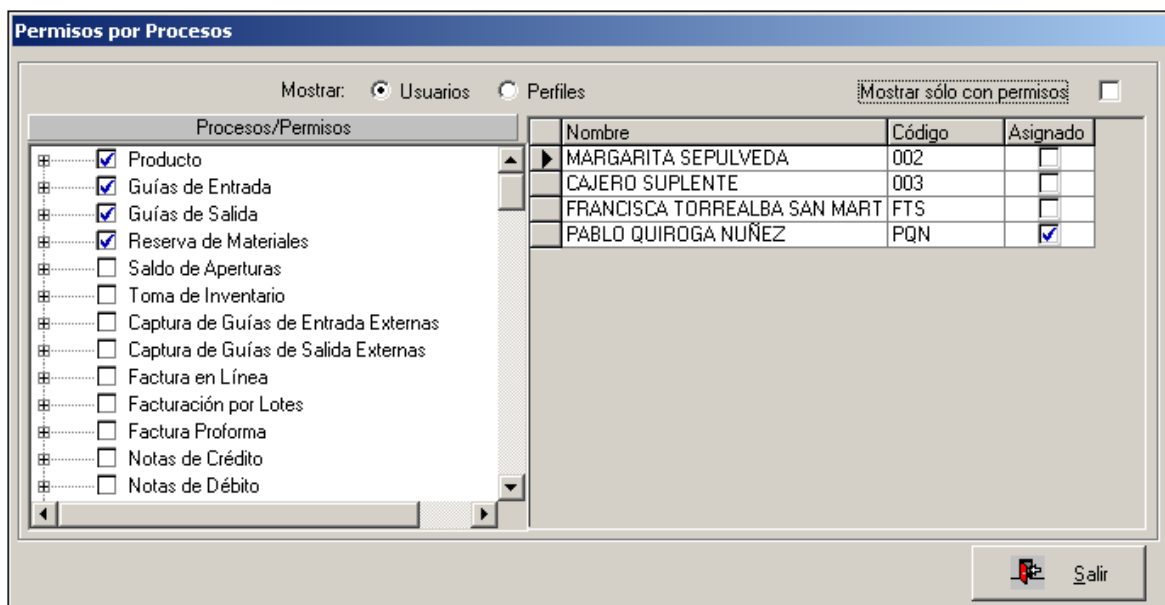 Permisos por Procesos
Mostrar: Usuarios Perfiles Mostrar sólo con permisos
Procesos/Permisos
Producto
Guías de Entrada
Guías de Salida
Reserva de Materiales
Saldo de Aperturas
Toma de Inventario
Captura de Guías de Entrada Externas
Captura de Guías de Salida Externas
Factura en Línea
Facturación por Lotes
Factura Proforma
Notas de Crédito
Notas de Débito
Nombre Código Asignado
MARGARITA SEPULVEDA 002
CAJERO SUPLENTE 003
FRANCISCA TORREALBA SAN MART FTS
PABLO QUIROGA NUÑEZ PQN
Salir